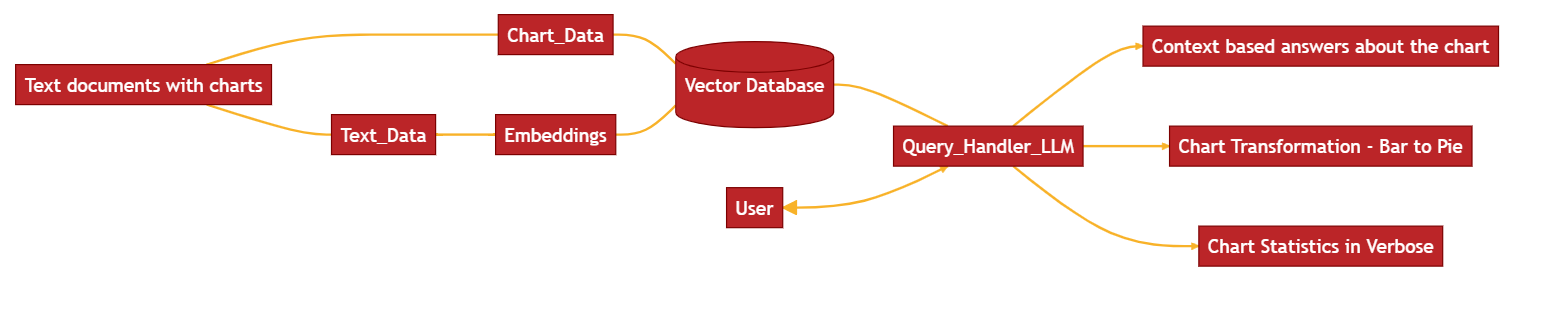 Text documents with charts
Chart_Data
Text_Data
Embeddings
Vector Database
User
Query_Handler_LLM
Context based answers about the chart
Chart Transformation - Bar to Pie
Chart Statistics in Verbose